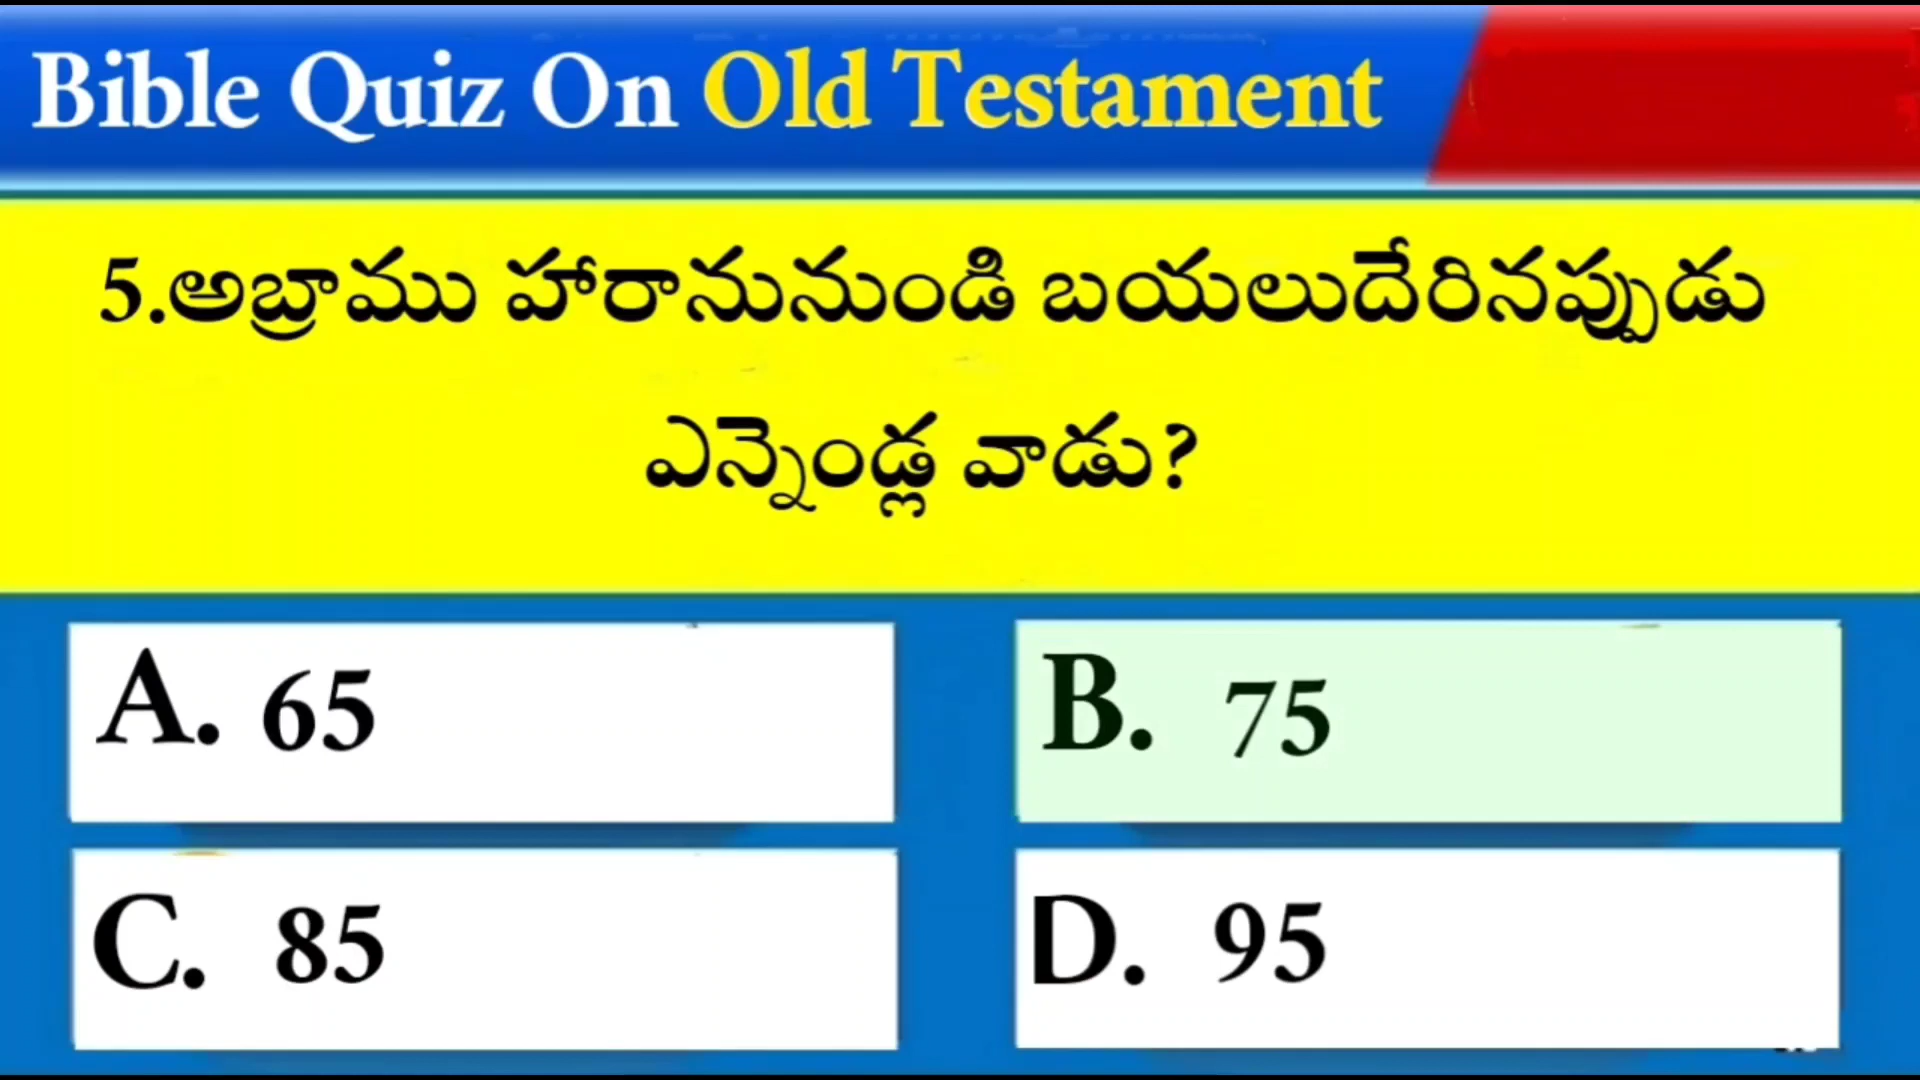 Bible Quiz On Old Testament
5.అబ్రాము హారానునుండి బయలుదేరినప్పుడు
ఎన్నెండ్ల వాడు?
A. 65
B. 75
C. 85
D. 95